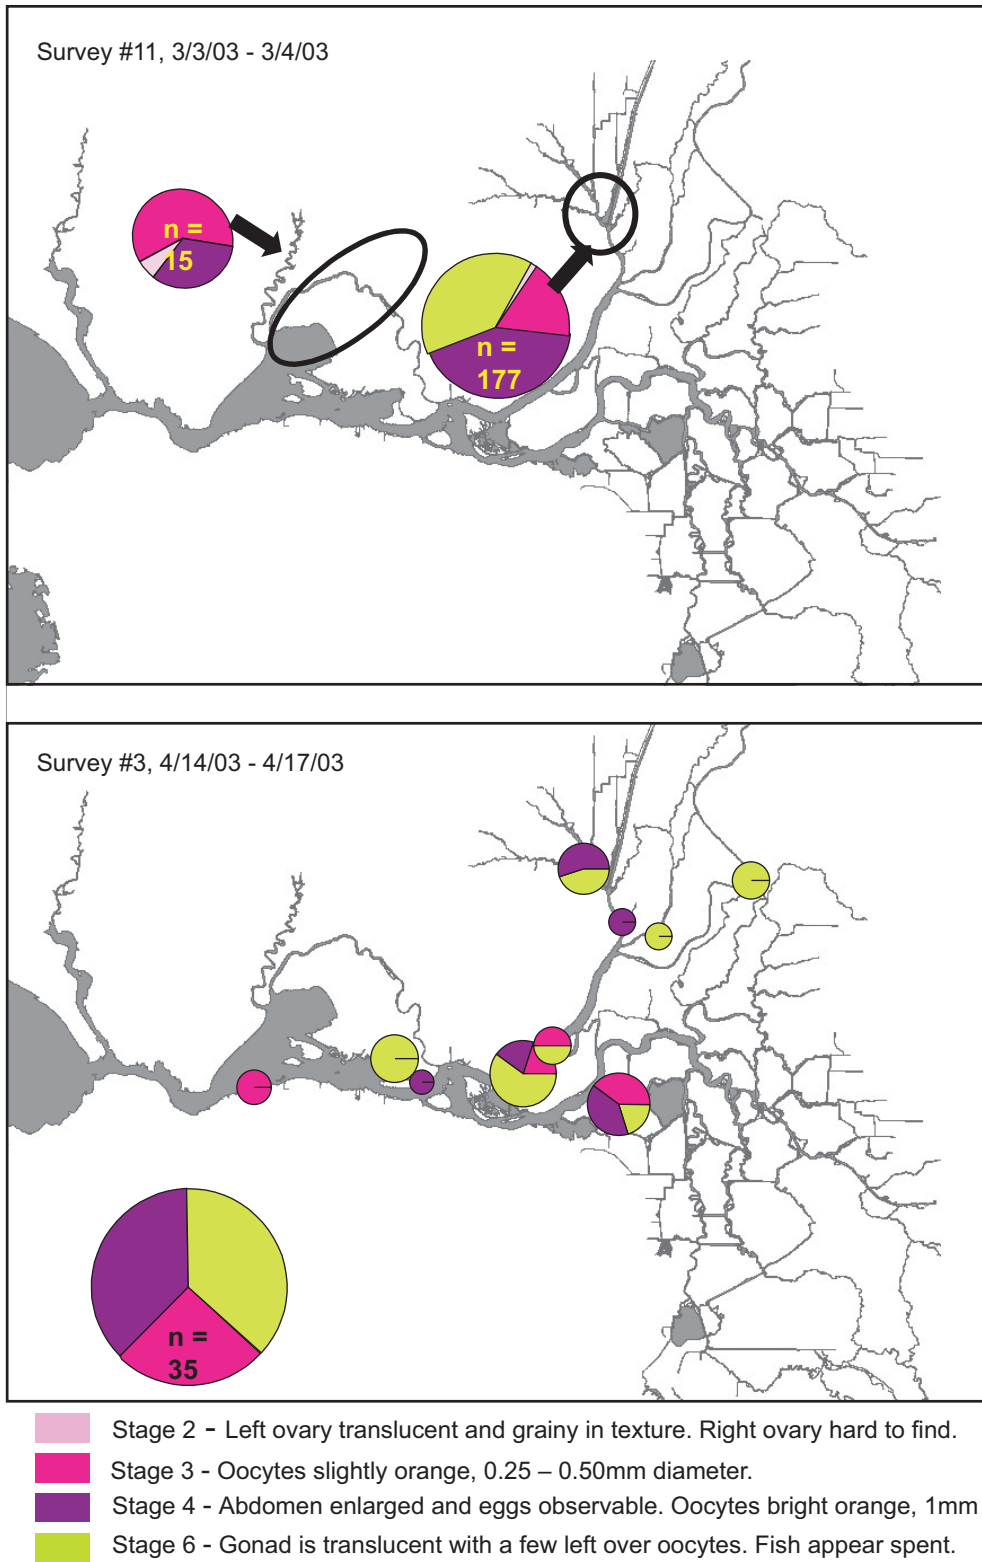 Survey #11, 3/3/03 - 3/4/03
n =
15
n =
177
Survey #3, 4/14/03 - 4/17/03
n =
35
Stage 2 - Left ovary translucent and grainy in texture. Right ovary hard to find.
Stage 3 - Oocytes slightly orange, 0.25 – 0.50mm diameter.
Stage 4 - Abdomen enlarged and eggs observable. Oocytes bright orange, 1mm
Stage 6 - Gonad is translucent with a few left over oocytes. Fish appear spent.